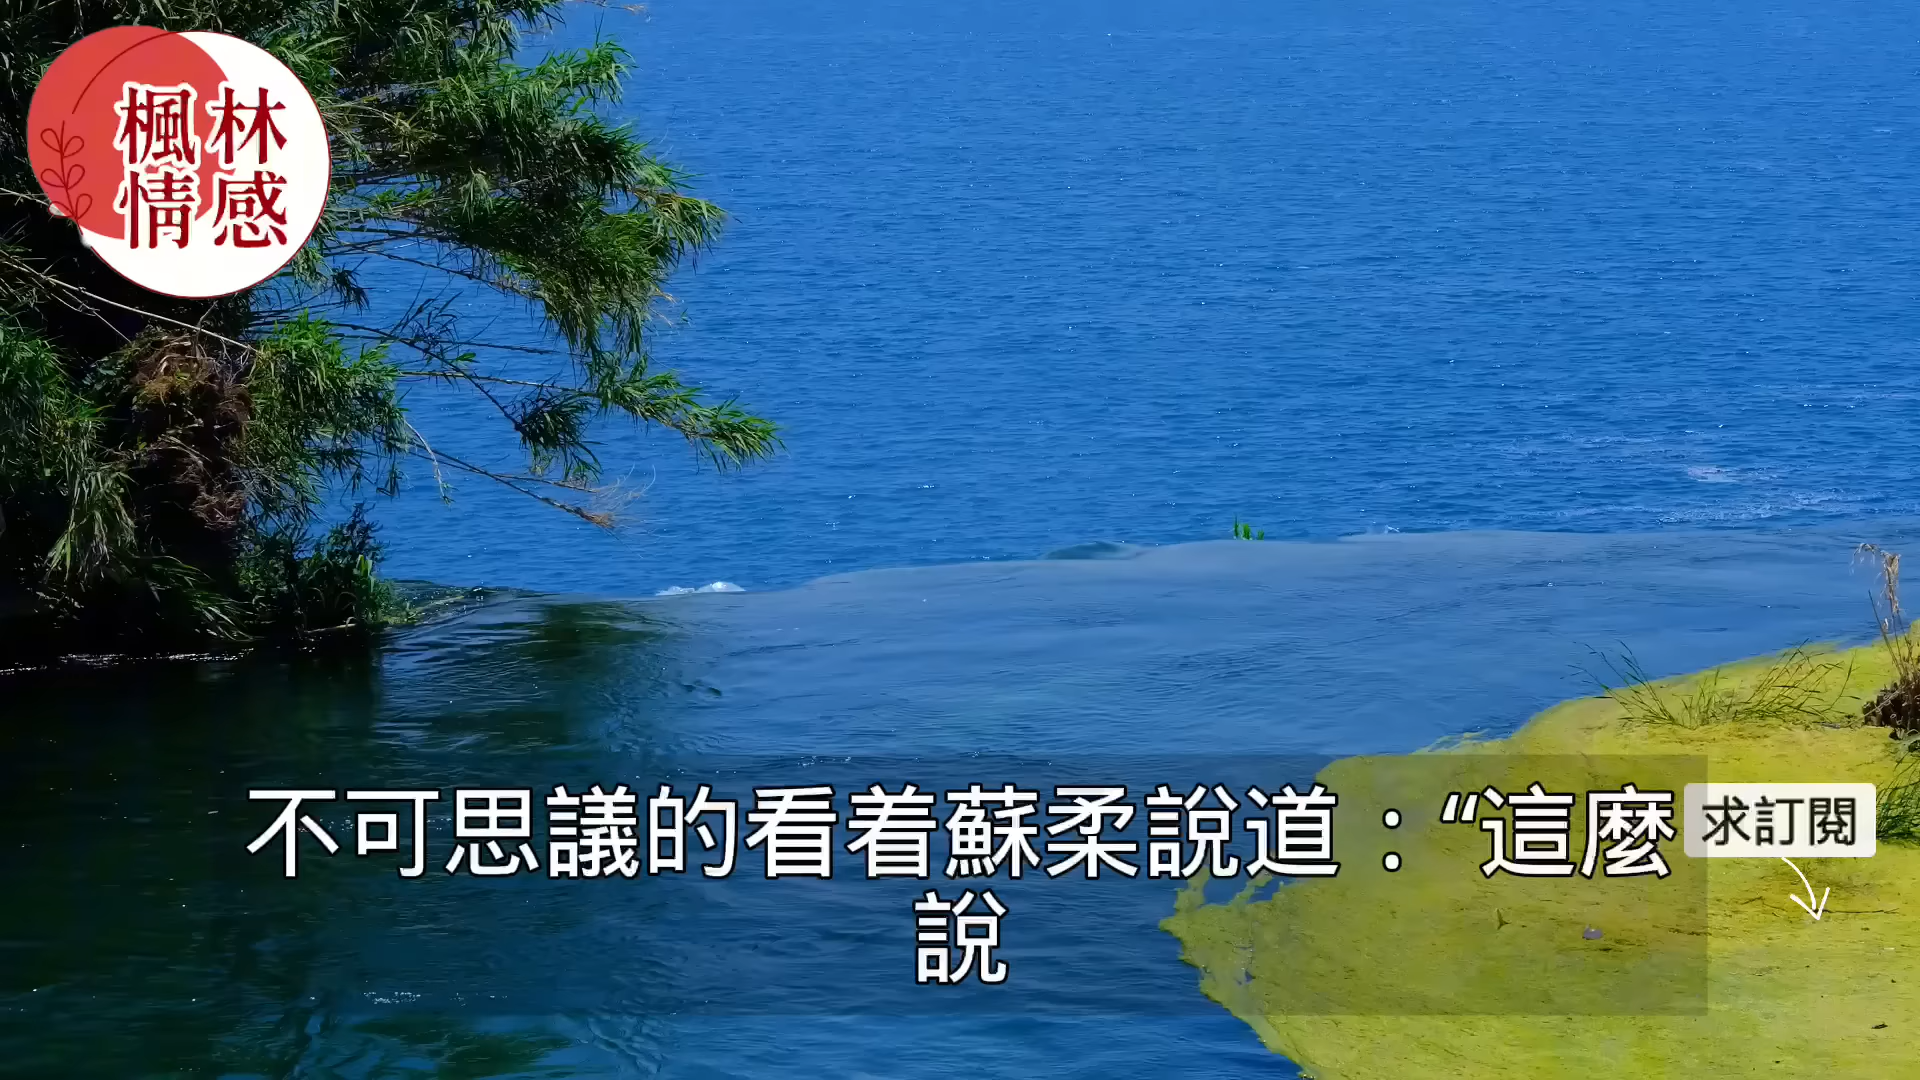 楓林
情感
不可思議的看着蘇柔說道：“這麼
說
求訂閱